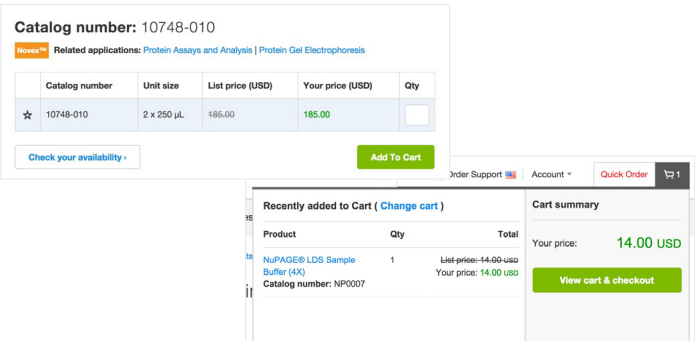 Catalog number: 10748-010
Novex™ Related applications: Protein Assays and Analysis | Protein Gel Electrophoresis
Catalog number Unit size List price (USD) Your price (USD) Qty
10748-010 2 x 250 µL 185.00 185.00
Check your availability ›
Add To Cart
Order Support Account Quick Order 1
Recently added to Cart ( Change cart )
Cart summary
Product Qty Total
NuPAGE® LDS Sample 1 List price: 14.00 USD
Buffer (4X) Your price: 14.00 USD
Catalog number: NP0007
Your price: 14.00 USD
View cart & checkout